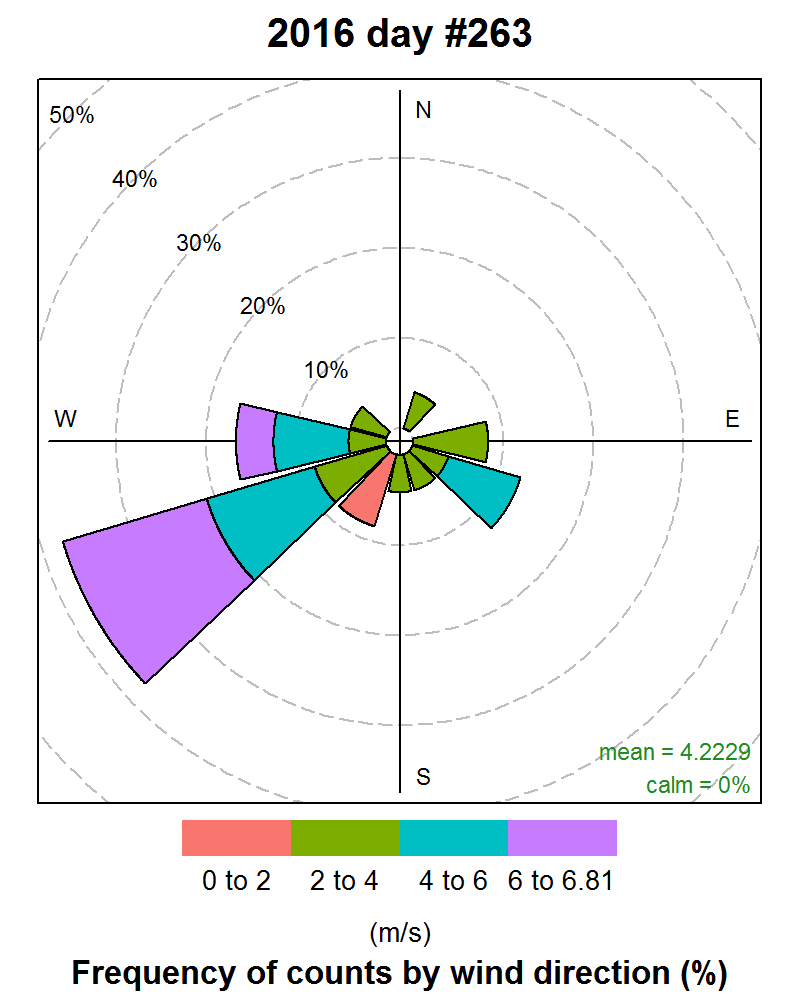 2016 day #263
50%
N
40%
30%
20%
10%
W
E
S
mean = 4.2229
calm = 0%
0 to 2 2 to 4 4 to 6 6 to 6.81
(m/s)
Frequency of counts by wind direction (%)